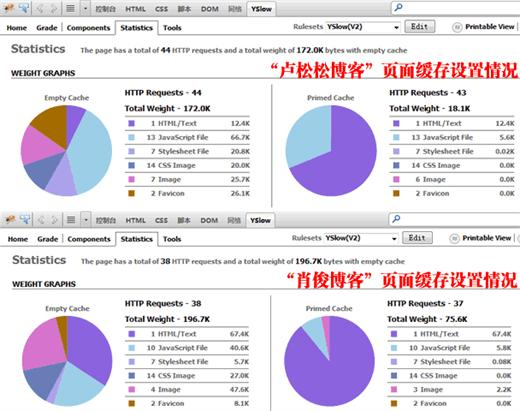 控制台 HTML CSS 脚本 DOM 网络 YSlow
Home Grade Components Statistics Tools Rulesets YSlow(V2) Edit Printable View
Statistics The page has a total of 44 HTTP requests and a total weight of 172.0K bytes with empty cache
WEIGHT GRAPHS “卢松松博客”页面缓存设置情况
Empty Cache
HTTP Requests - 44
Total Weight - 172.0K
1 HTML/Text 12.4K
13 JavaScript File 66.7K
7 Stylesheet File 20.8K
14 CSS Image 20.0K
7 Image 25.7K
2 Favicon 26.1K
Primed Cache
HTTP Requests - 43
Total Weight - 18.1K
1 HTML/Text 12.4K
13 JavaScript File 5.6K
7 Stylesheet File 0.02K
14 CSS Image 0.0K
6 Image 0.0K
2 Favicon 0.0K
控制台 HTML CSS 脚本 DOM 网络 YSlow
Home Grade Components Statistics Tools Rulesets YSlow(V2) Edit Printable View
Statistics The page has a total of 38 HTTP requests and a total weight of 196.7K bytes with empty cache
WEIGHT GRAPHS “肖俊博客”页面缓存设置情况
Empty Cache
HTTP Requests - 38
Total Weight - 196.7K
1 HTML/Text 67.4K
10 JavaScript File 40.6K
7 Stylesheet File 5.7K
14 CSS Image 27.0K
4 Image 47.6K
2 Favicon 8.1K
Primed Cache
HTTP Requests - 37
Total Weight - 75.6K
1 HTML/Text 67.4K
10 JavaScript File 5.8K
7 Stylesheet File 0.08K
14 CSS Image 0.0K
3 Image 2.2K
2 Favicon 0.0K